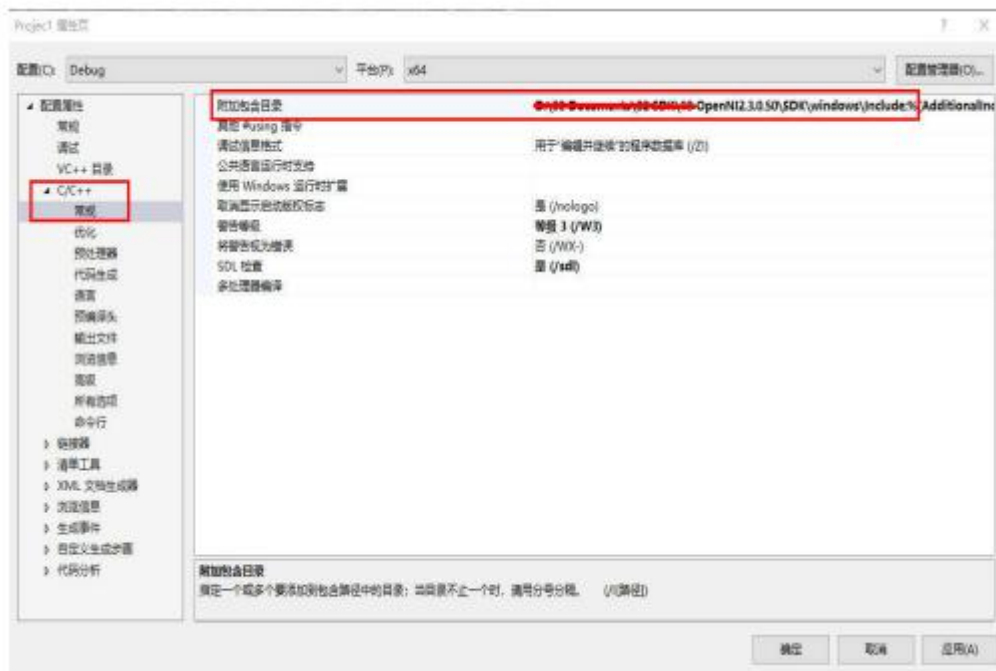 Project 属性页
? X
配置(C): Debug
平台(P): x64
配置管理器(O)...
配置属性
常规
调试
VC++ 目录
C/C++
常规
优化
预处理器
代码生成
语言
预编译头
输出文件
浏览信息
高级
所有选项
命令行
链接器
清单工具
XML 文档生成器
浏览信息
生成事件
自定义生成步骤
代码分析
附加包含目录 OpenNI2.3.0.50\SDK\windows\Include;%(AdditionalInc
其他 #using 指令
调试信息格式 用于“编辑并继续”的程序数据库 (/ZI)
公共语言运行时支持
使用 Windows 运行时扩展
取消显示启动版权标志 是 (/nologo)
警告等级 等级 3 (/W3)
将警告视为错误 否 (/WX-)
SDL 检查 是 (/sdl)
多处理器编译
附加包含目录
指定一个或多个要添加到包含路径中的目录；当目录不止一个时，请用分号分隔。 (/I[路径])
确定
取消
应用(A)